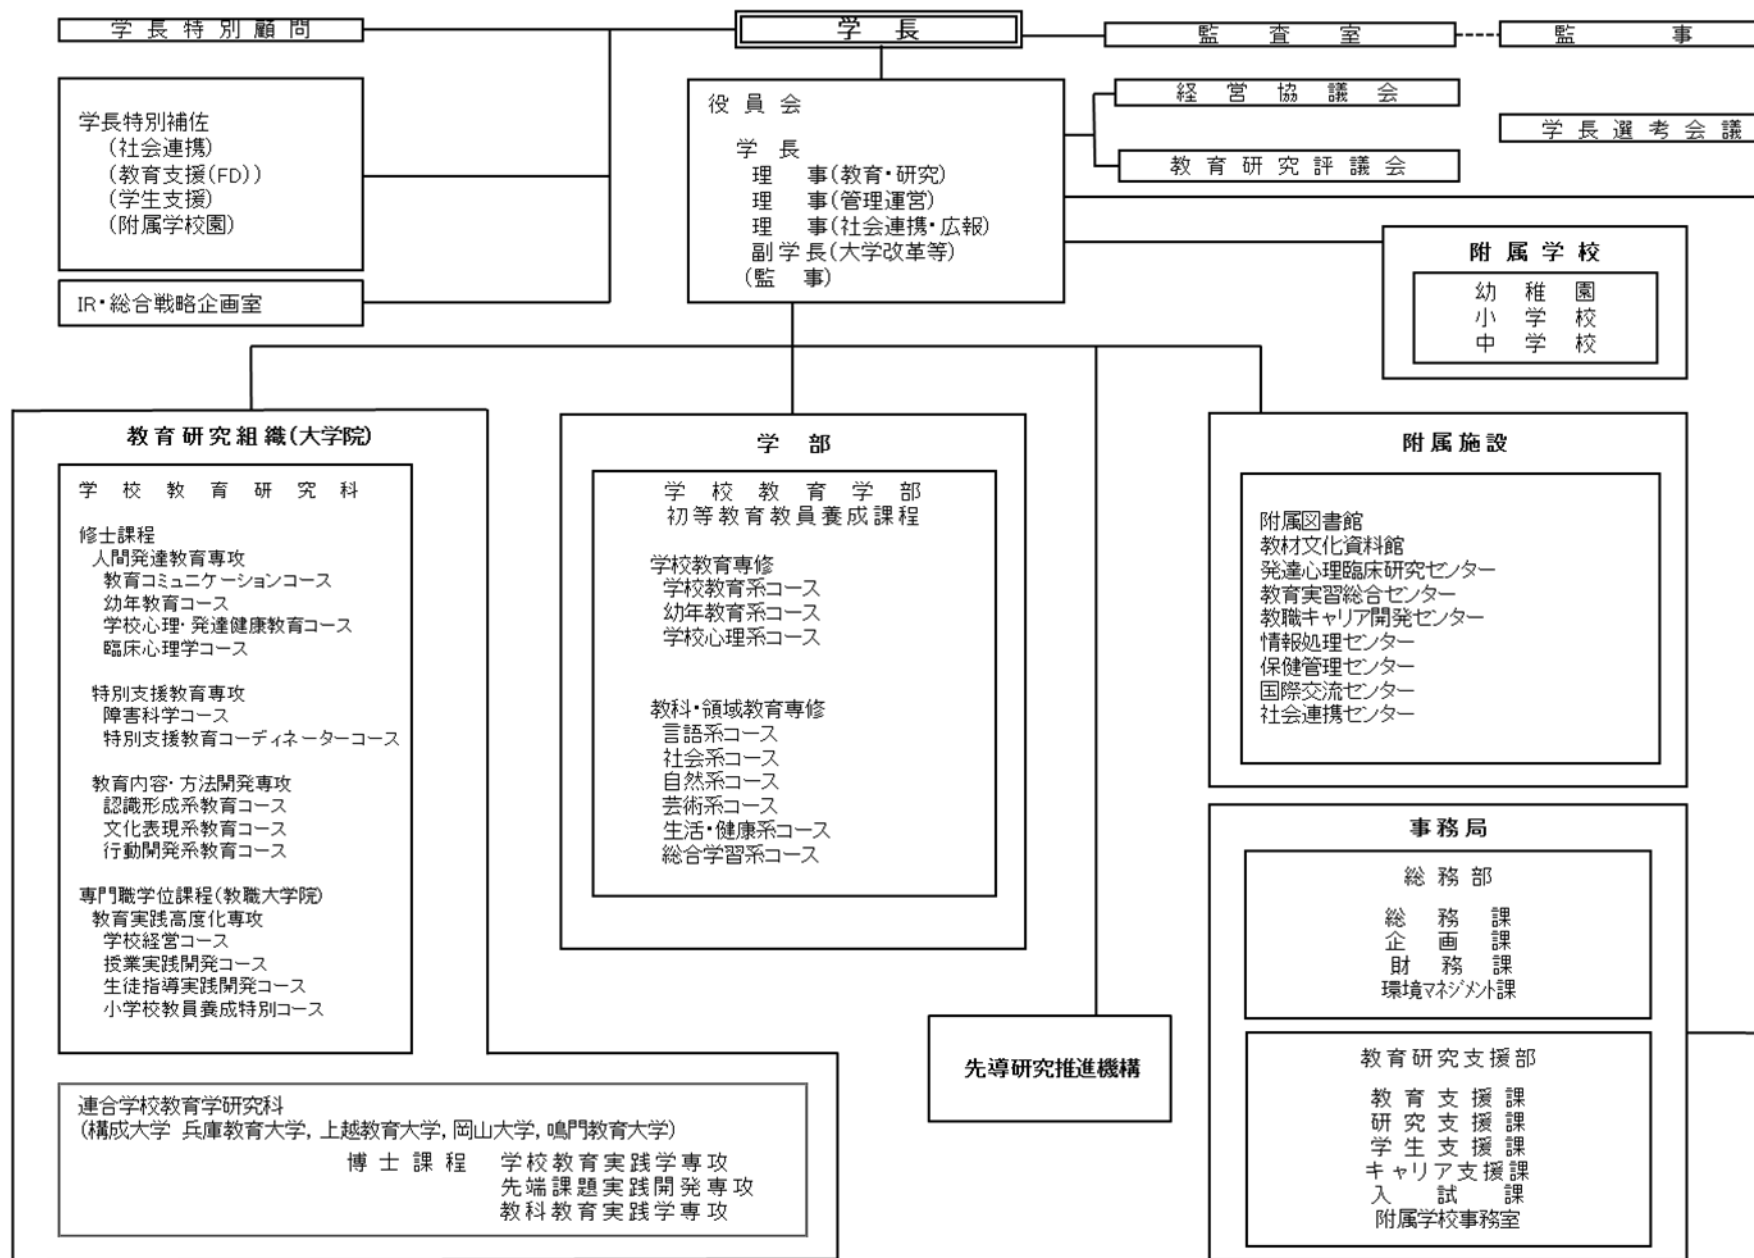 学長特別顧問
学長
監査室
監事
学長特別補佐
(社会連携)
(教育支援(FD))
(学生支援)
(附属学校園)
IR・総合戦略企画室
役員会
学長
理事(教育・研究)
理事(管理運営)
理事(社会連携・広報)
副学長(大学改革等)
(監事)
経営協議会
教育研究評議会
学長選考会議
附属学校
幼稚園
小学校
中学校
教育研究組織(大学院)
学校教育研究科
修士課程
人間発達教育専攻
教育コミュニケーションコース
幼年教育コース
学校心理・発達健康教育コース
臨床心理学コース
特別支援教育専攻
障害科学コース
特別支援教育コーディネーターコース
教育内容・方法開発専攻
認識形成系教育コース
文化表現系教育コース
行動開発系教育コース
専門職学位課程(教職大学院)
教育実践高度化専攻
学校経営コース
授業実践開発コース
生徒指導実践開発コース
小学校教員養成特別コース
連合学校教育学研究科
(構成大学 兵庫教育大学, 上越教育大学, 岡山大学, 鳴門教育大学)
博士課程 学校教育実践学専攻
先端課題実践開発専攻
教科教育実践学専攻
学部
学校教育学部
初等教育教員養成課程
学校教育専修
学校教育系コース
幼年教育系コース
学校心理系コース
教科・領域教育専修
言語系コース
社会系コース
自然系コース
芸術系コース
生活・健康系コース
総合学習系コース
先導研究推進機構
附属施設
附属図書館
教材文化資料館
発達心理臨床研究センター
教育実習総合センター
教職キャリア開発センター
情報処理センター
保健管理センター
国際交流センター
社会連携センター
事務局
総務部
総務課
企画課
財務課
環境マネジメント課
教育研究支援部
教育支援課
研究支援課
学生支援課
キャリア支援課
入試課
附属学校事務室